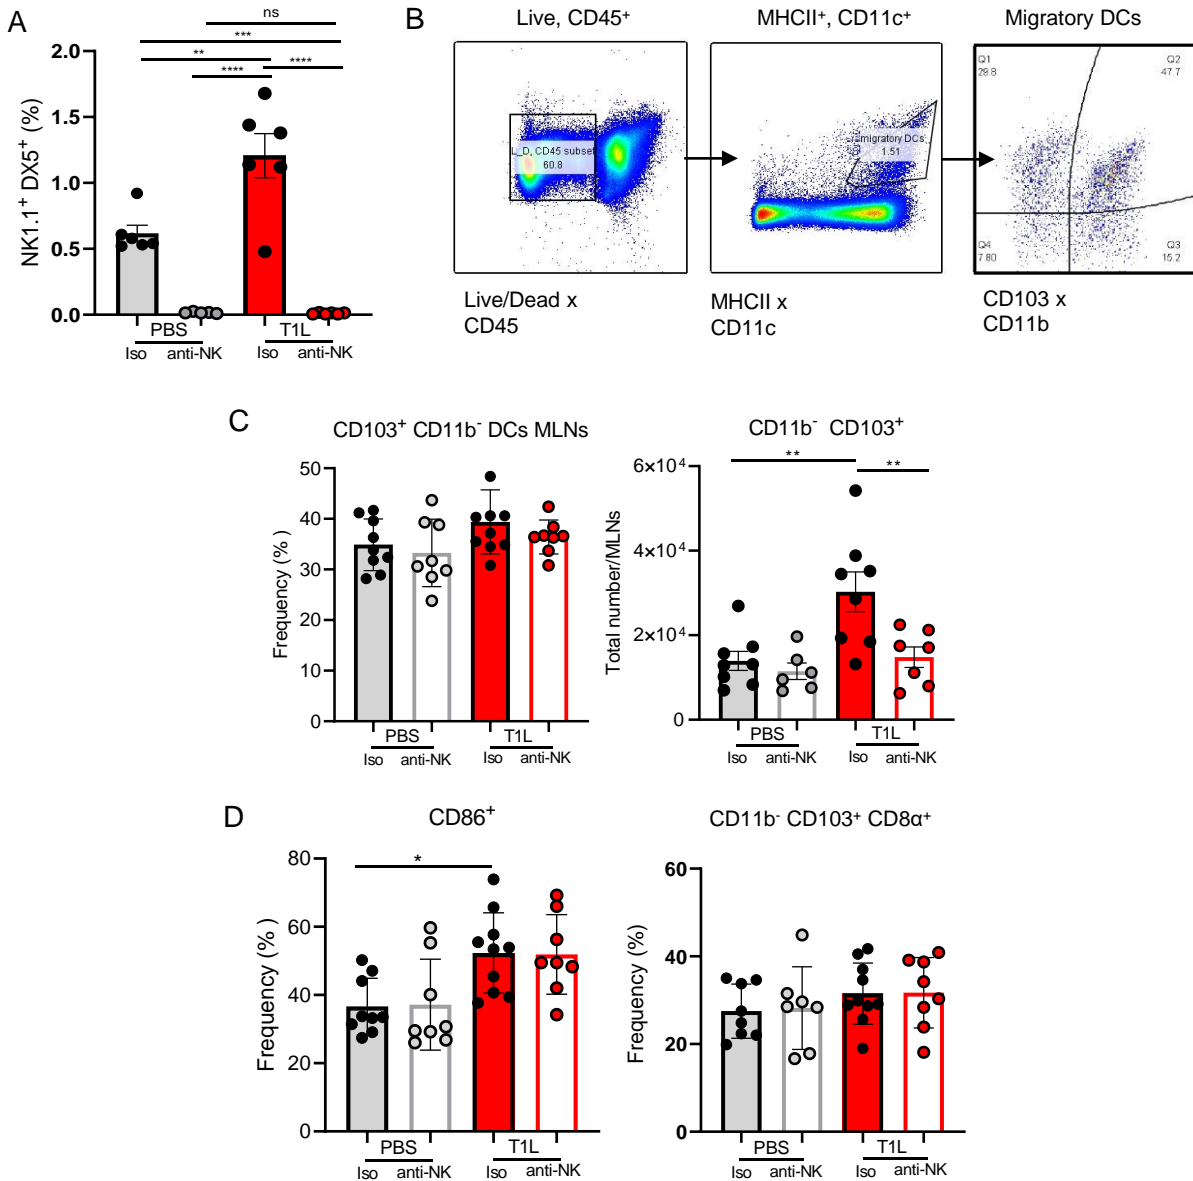 A
ns
***
**
****
****
NK1.1⁺ DX5⁺ (%)
2.0
1.5
1.0
0.5
0.0
PBS
T1L
Iso
anti-NK
Iso
anti-NK
B
Live, CD45⁺
MHCII⁺, CD11c⁺
Migratory DCs
L_D, CD45 subset
60.8
migratory DCs
1.51
Q1
29.8
Q2
47.7
Q4
7.80
Q3
15.2
Live/Dead x
CD45
MHCII x
CD11c
CD103 x
CD11b
C
CD103⁺ CD11b⁻ DCs MLNs
Frequency (%)
50
40
30
20
10
0
PBS
T1L
Iso
anti-NK
Iso
anti-NK
CD11b⁻ CD103⁺
**
**
Total number/MLNs
6×10⁴
4×10⁴
2×10⁴
0
PBS
T1L
Iso
anti-NK
Iso
anti-NK
D
CD86⁺
*
Frequency (%)
80
60
40
20
0
PBS
T1L
Iso
anti-NK
Iso
anti-NK
CD11b⁻ CD103⁺ CD8α⁺
Frequency (%)
60
40
20
0
PBS
T1L
Iso
anti-NK
Iso
anti-NK